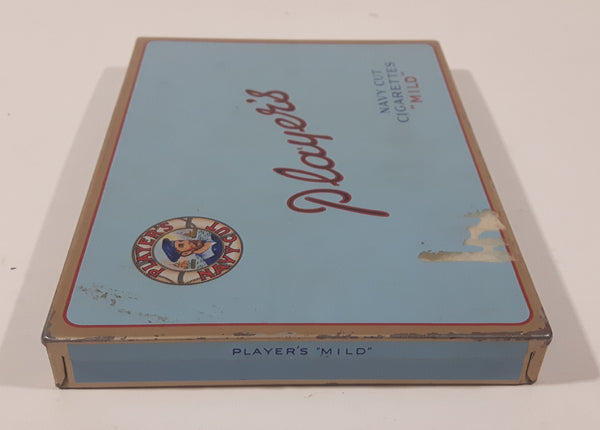 Player's
NAVY CUT
CIGARETTES
"MILD"
PLAYER'S
NAVY CUT
PLAYER'S "MILD"